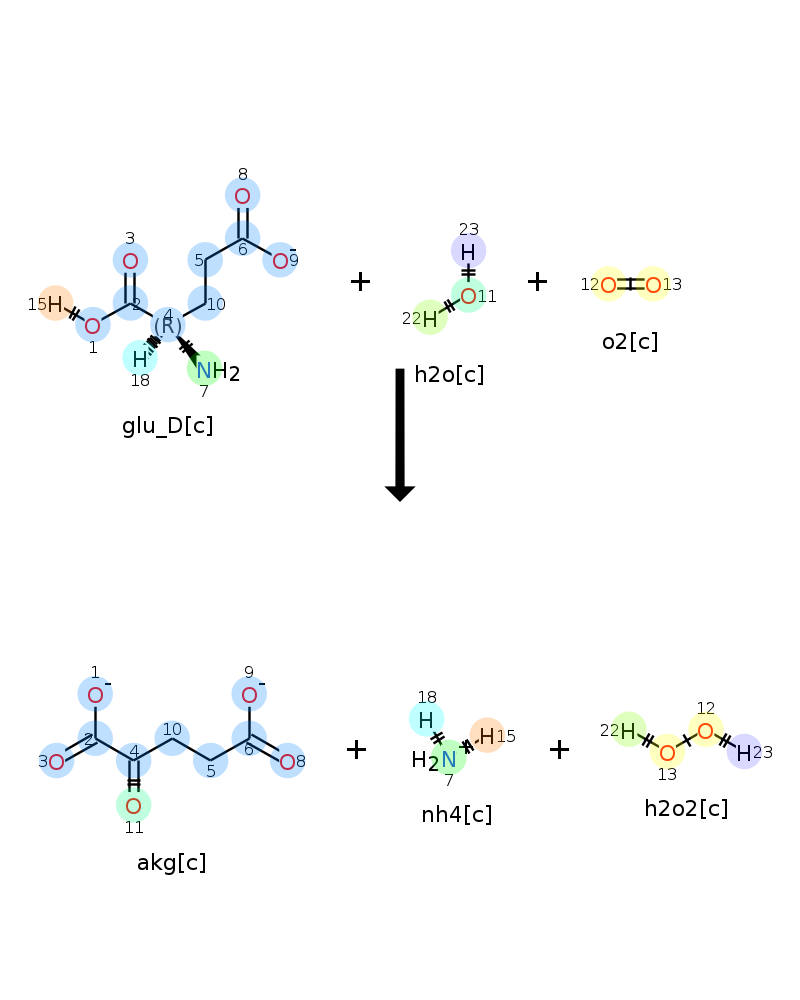 8
O
3
O
5
6
O
-
9
15
H
2
4
(R)
10
O
1
H
18
NH2
7
glu_D[c]
+
23
H
O
11
22
H
h2o[c]
+
12
O
O
13
o2[c]
1
O
-
9
O
-
2
4
10
5
6
3
O
O
8
O
11
akg[c]
+
18
H
H
15
H2N
7
nh4[c]
+
22
H
12
O
O
13
H
23
h2o2[c]